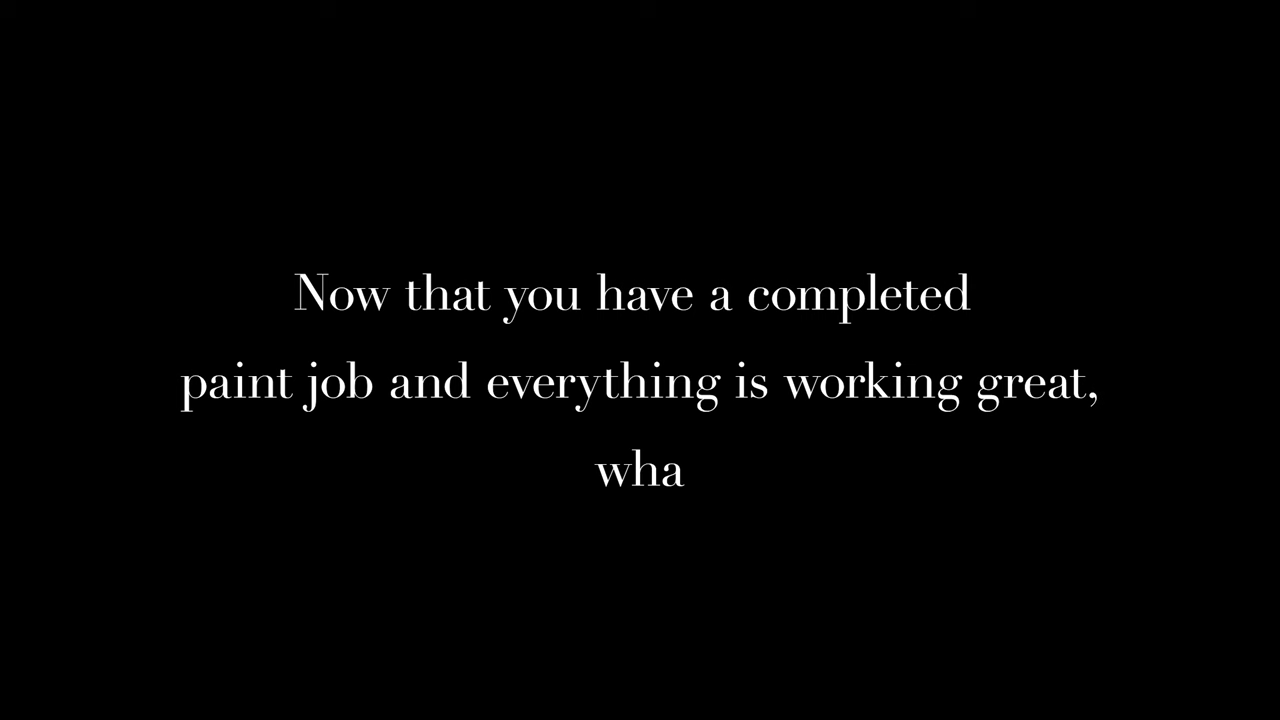 Now that you have a completed
paint job and everything is working great,
wha